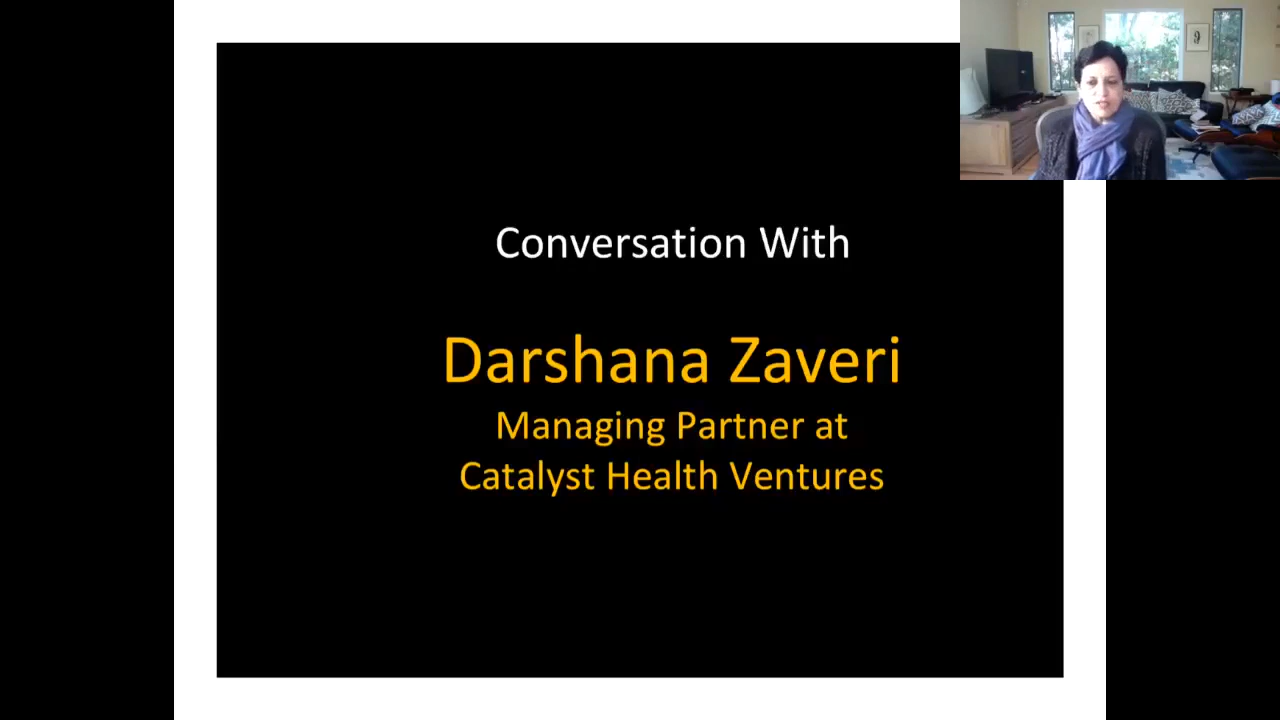 Conversation With
Darshana Zaveri
Managing Partner at
Catalyst Health Ventures